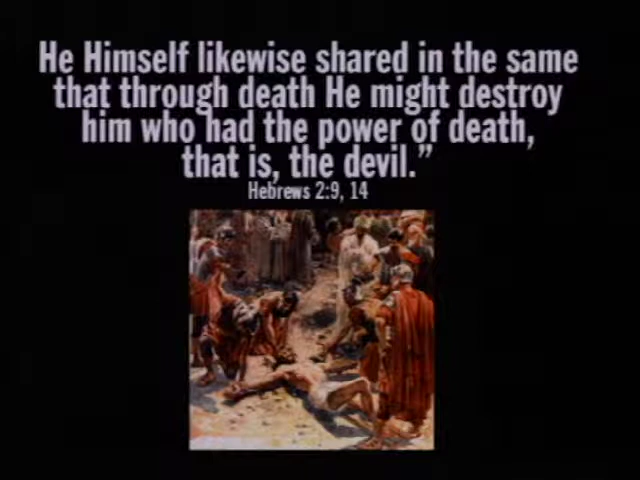 He Himself likewise shared in the same
that through death He might destroy
him who had the power of death,
that is, the devil.”
Hebrews 2:9, 14